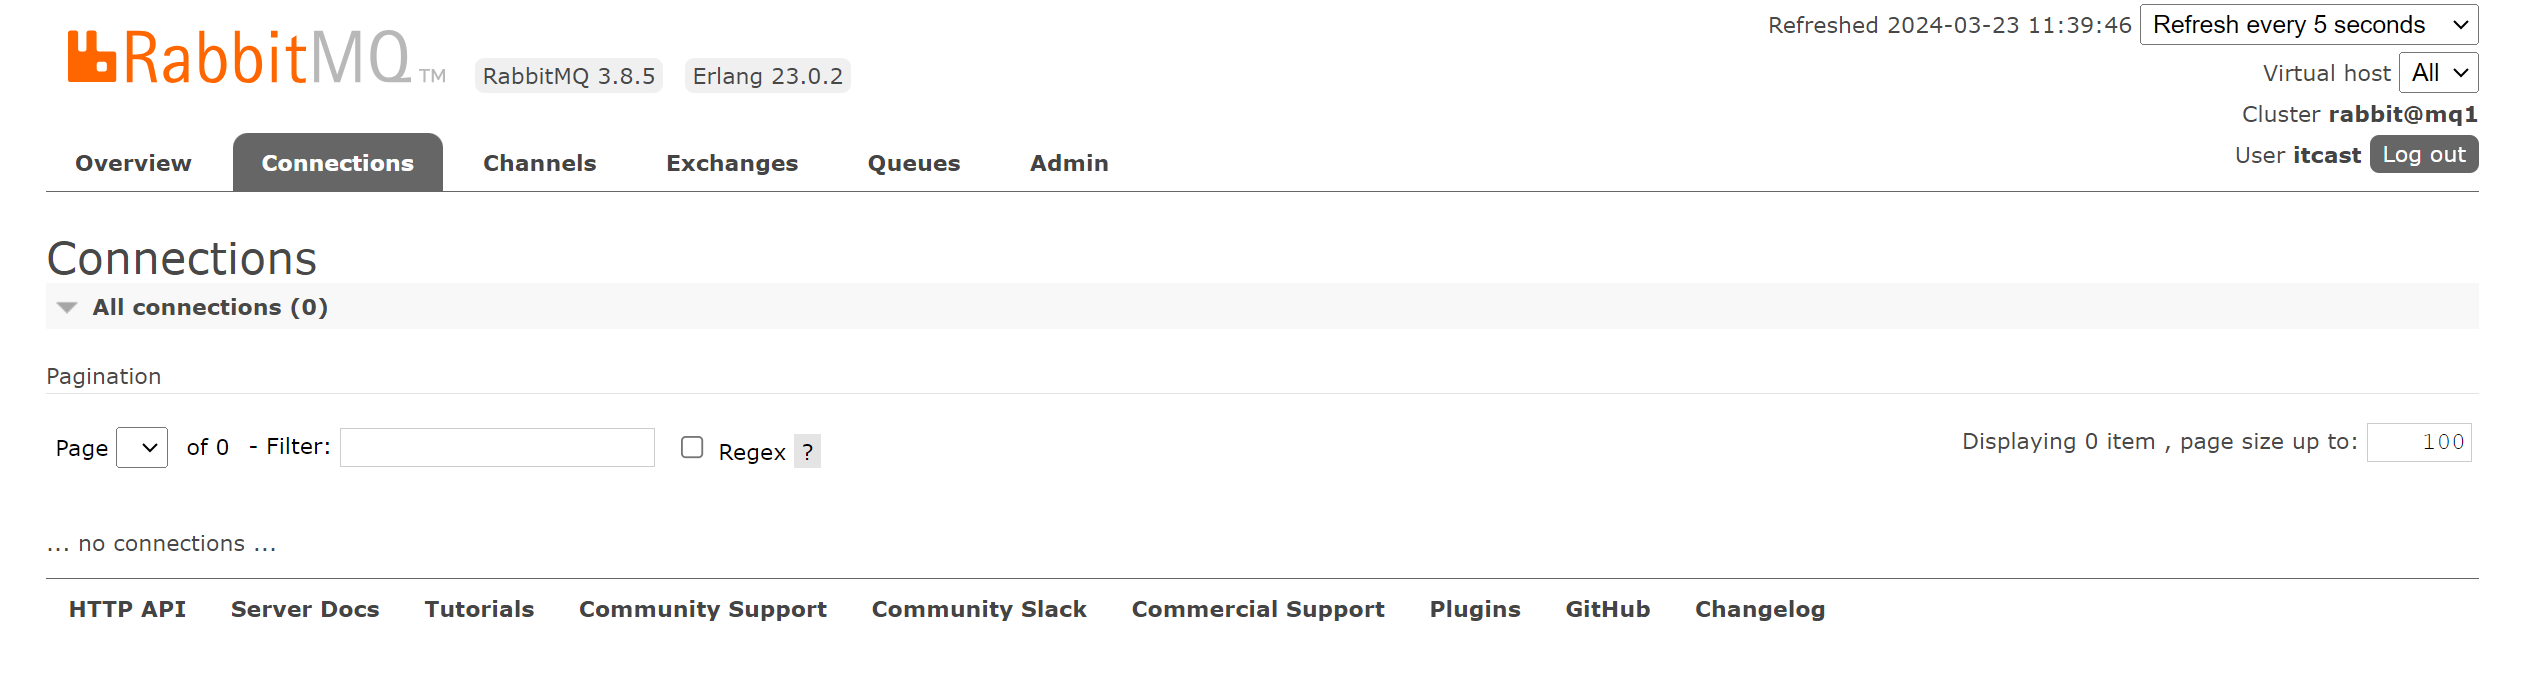 RabbitMQ TM RabbitMQ 3.8.5 Erlang 23.0.2
Refreshed 2024-03-23 11:39:46 Refresh every 5 seconds
Virtual host All
Cluster rabbit@mq1
User itcast Log out
Overview Connections Channels Exchanges Queues Admin
Connections
All connections (0)
Pagination
Page of 0 - Filter: Regex ? Displaying 0 item , page size up to: 100
... no connections ...
HTTP API Server Docs Tutorials Community Support Community Slack Commercial Support Plugins GitHub Changelog